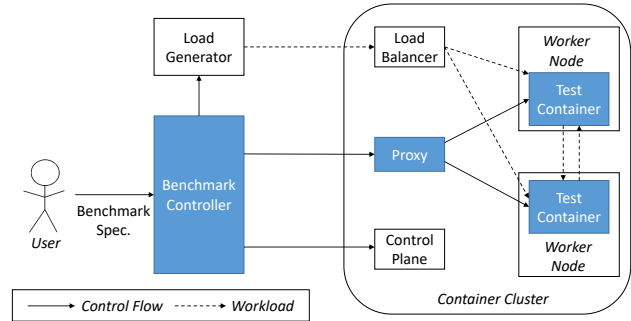 Load
Generator
Load
Balancer
Worker
Node
Test
Container
Benchmark
Controller
Proxy
User
Benchmark
Spec.
Control
Plane
Test
Container
Worker
Node
Control Flow
Workload
Container Cluster